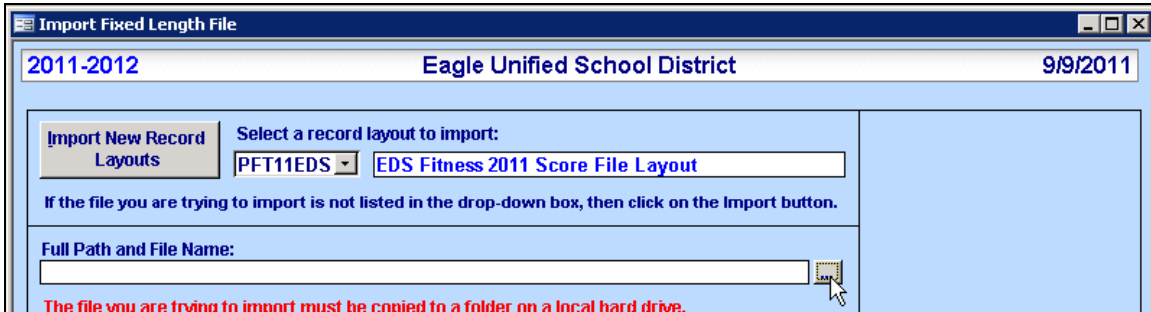 Import Fixed Length File
2011-2012 Eagle Unified School District 9/9/2011
Import New Record Layouts
Select a record layout to import:
PFT11EDS EDS Fitness 2011 Score File Layout
If the file you are trying to import is not listed in the drop-down box, then click on the Import button.
Full Path and File Name:
...
The file you are trying to import must be copied to a folder on a local hard drive.